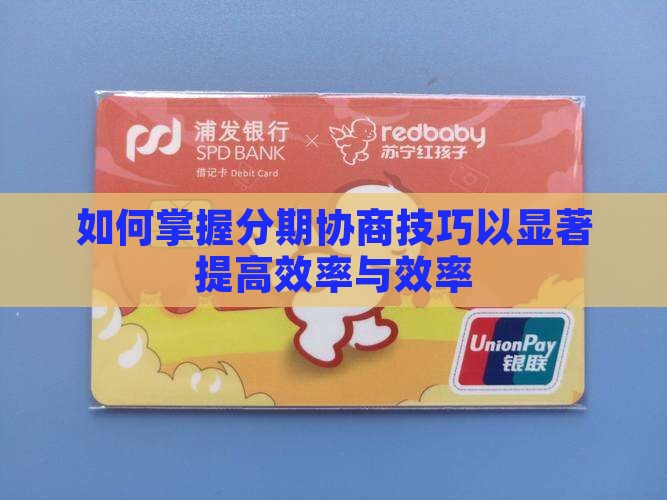 浦发银行
SPD BANK
借记卡 Debit Card
×
redbaby
苏宁红孩子
如何掌握分期协商技巧以显著
提高效率与效率
UnionPay
银联